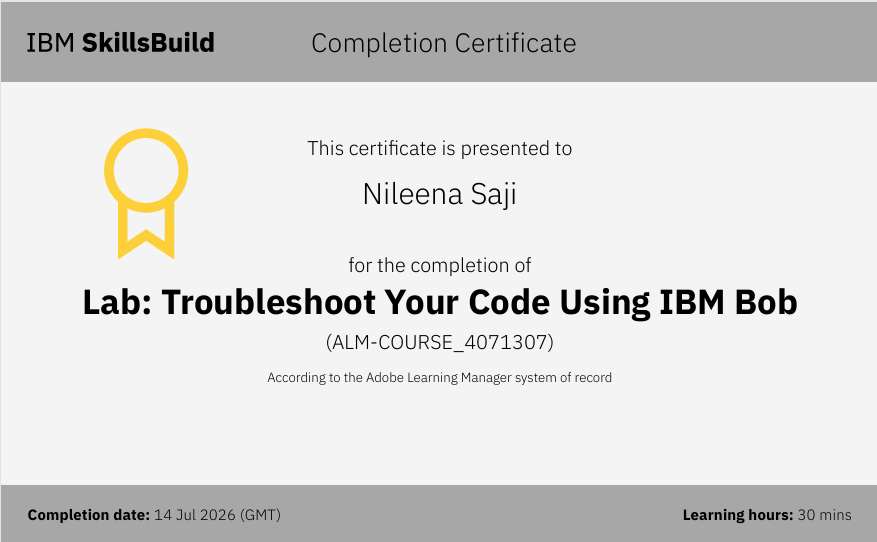 IBM SkillsBuild
Completion Certificate
This certificate is presented to
Nileena Saji
for the completion of
Lab: Troubleshoot Your Code Using IBM Bob
(ALM-COURSE_4071307)
According to the Adobe Learning Manager system of record
Completion date: 14 Jul 2026 (GMT)
Learning hours: 30 mins